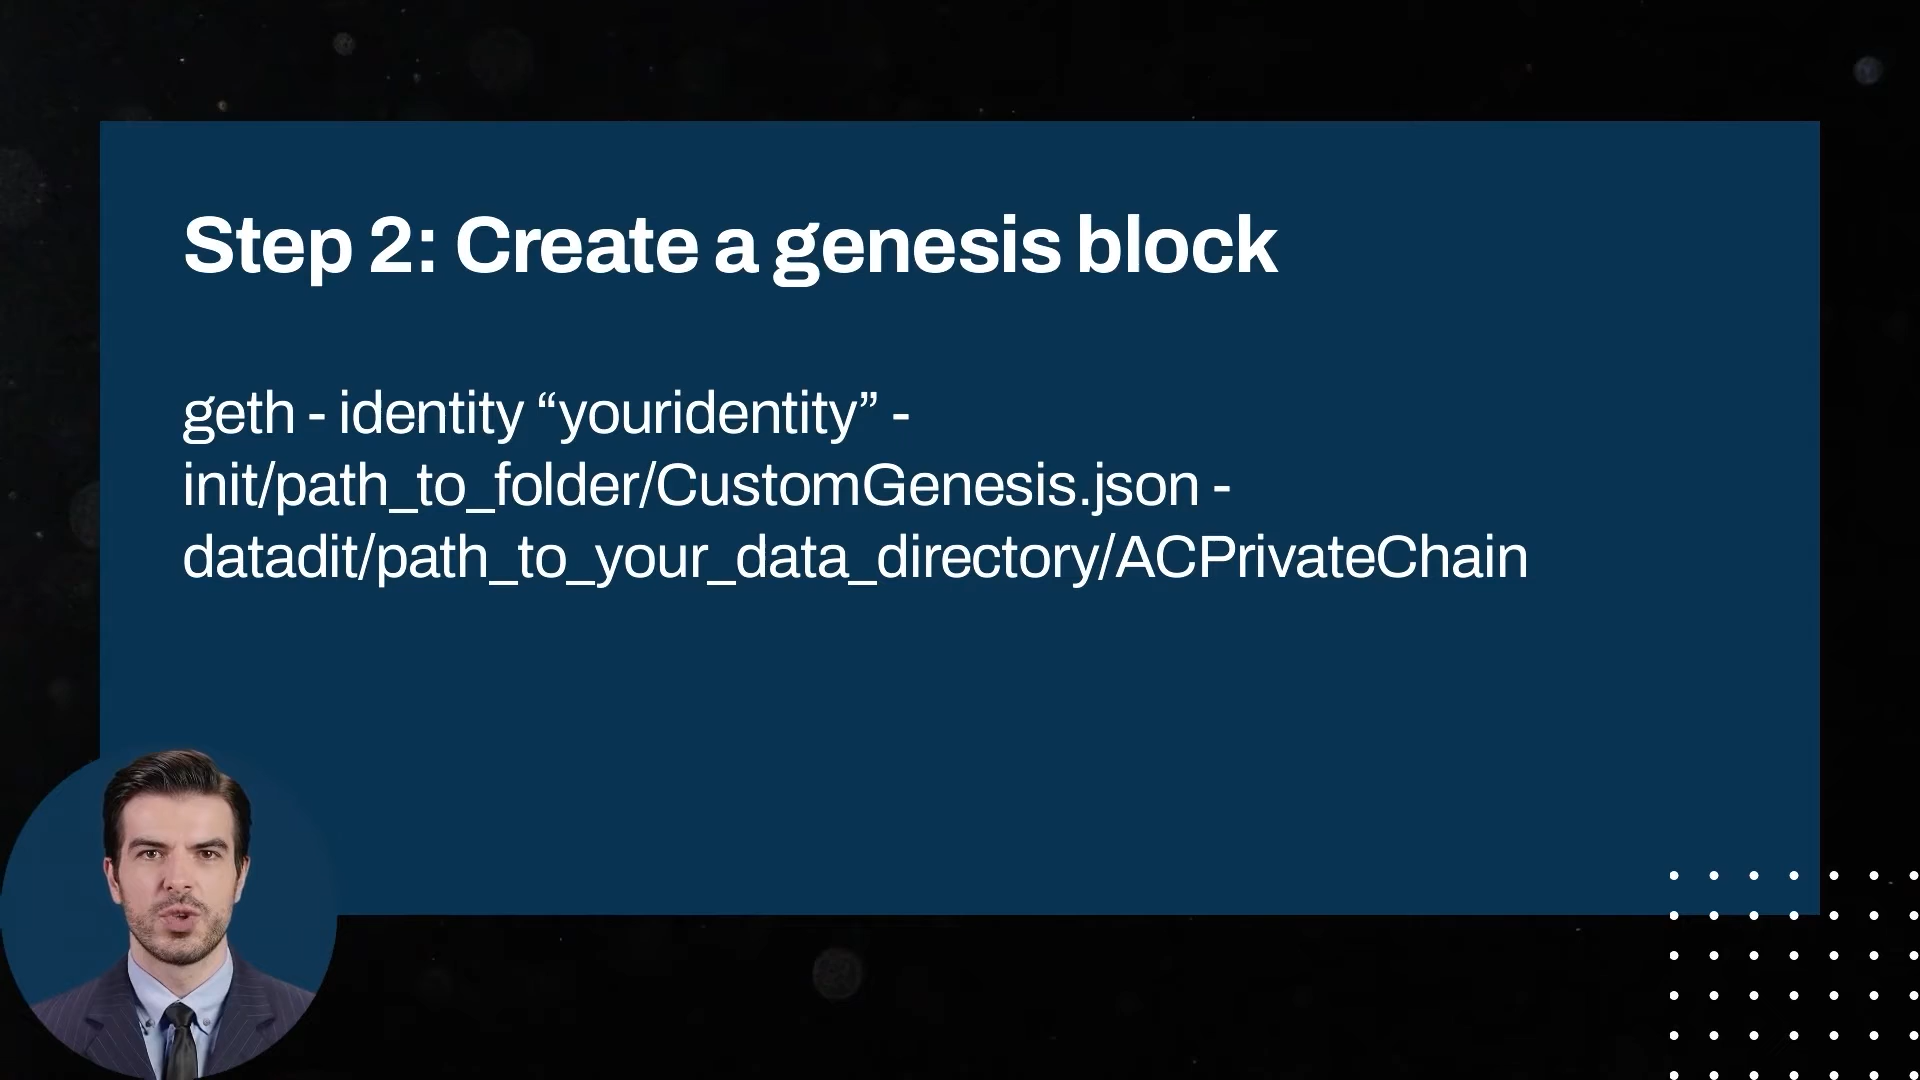 Step 2: Create a genesis block
geth - identity “youridentity” -
init/path_to_folder/CustomGenesis.json -
datadit/path_to_your_data_directory/ACPrivateChain